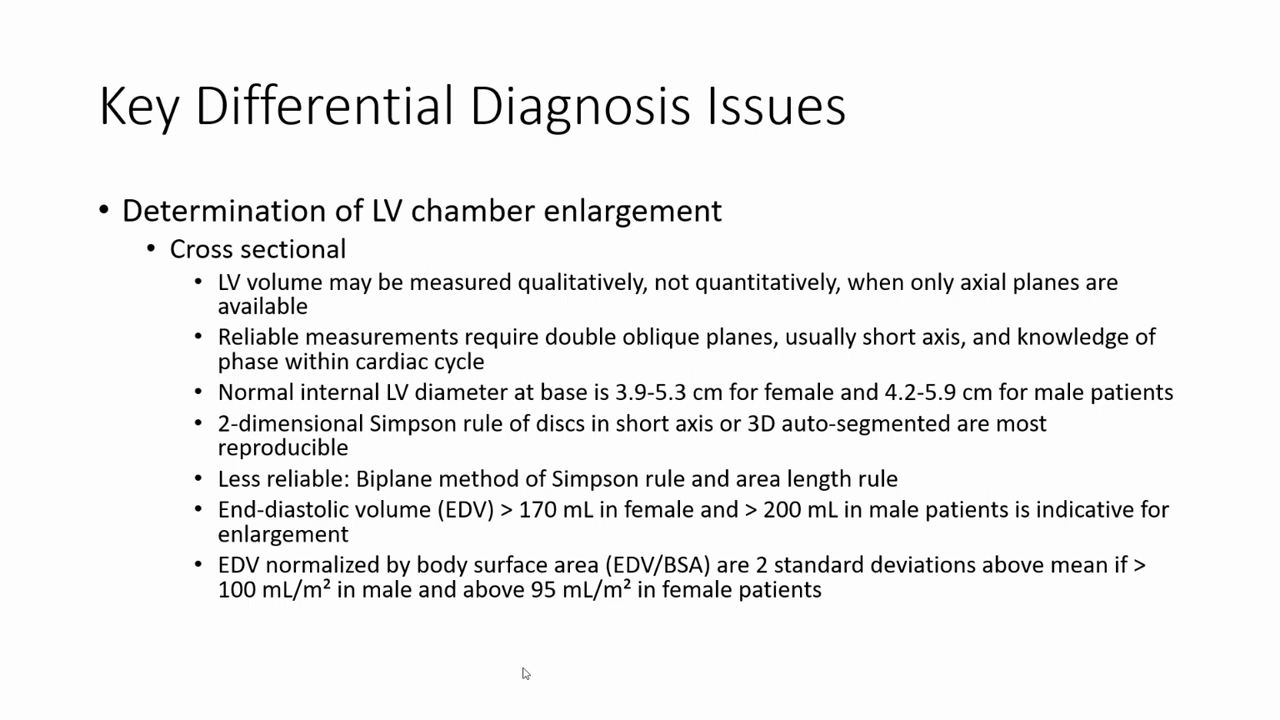 Key Differential Diagnosis Issues
• Determination of LV chamber enlargement
• Cross sectional
• LV volume may be measured qualitatively, not quantitatively, when only axial planes are
available
• Reliable measurements require double oblique planes, usually short axis, and knowledge of
phase within cardiac cycle
• Normal internal LV diameter at base is 3.9-5.3 cm for female and 4.2-5.9 cm for male patients
• 2-dimensional Simpson rule of discs in short axis or 3D auto-segmented are most
reproducible
• Less reliable: Biplane method of Simpson rule and area length rule
• End-diastolic volume (EDV) > 170 mL in female and > 200 mL in male patients is indicative for
enlargement
• EDV normalized by body surface area (EDV/BSA) are 2 standard deviations above mean if >
100 mL/m² in male and above 95 mL/m² in female patients